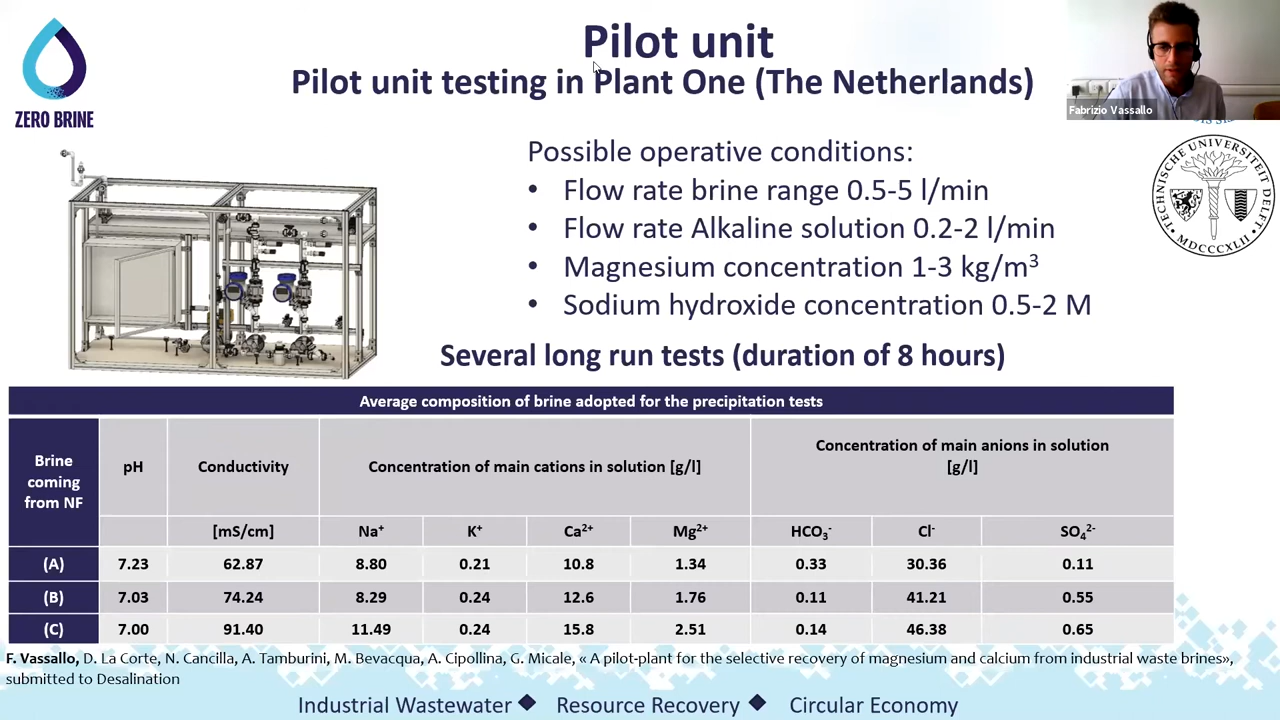 Pilot unit
Pilot unit testing in Plant One (The Netherlands)
ZERO BRINE
Fabrizio Vassallo
TECHNISCHE UNIVERSITEIT DELFT
MDCCCXLII
Possible operative conditions:
• Flow rate brine range 0.5-5 l/min
• Flow rate Alkaline solution 0.2-2 l/min
• Magnesium concentration 1-3 kg/m³
• Sodium hydroxide concentration 0.5-2 M
Several long run tests (duration of 8 hours)
Average composition of brine adopted for the precipitation tests
Brine coming from NF pH Conductivity Concentration of main cations in solution [g/l] Concentration of main anions in solution [g/l]
[mS/cm] Na⁺ K⁺ Ca²⁺ Mg²⁺ HCO₃⁻ Cl⁻ SO₄²⁻
(A) 7.23 62.87 8.80 0.21 10.8 1.34 0.33 30.36 0.11
(B) 7.03 74.24 8.29 0.24 12.6 1.76 0.11 41.21 0.55
(C) 7.00 91.40 11.49 0.24 15.8 2.51 0.14 46.38 0.65
F. Vassallo, D. La Corte, N. Cancilla, A. Tamburini, M. Bevacqua, A. Cipollina, G. Micale, « A pilot-plant for the selective recovery of magnesium and calcium from industrial waste brines»,
submitted to Desalination
Industrial Wastewater ◆ Resource Recovery ◆ Circular Economy